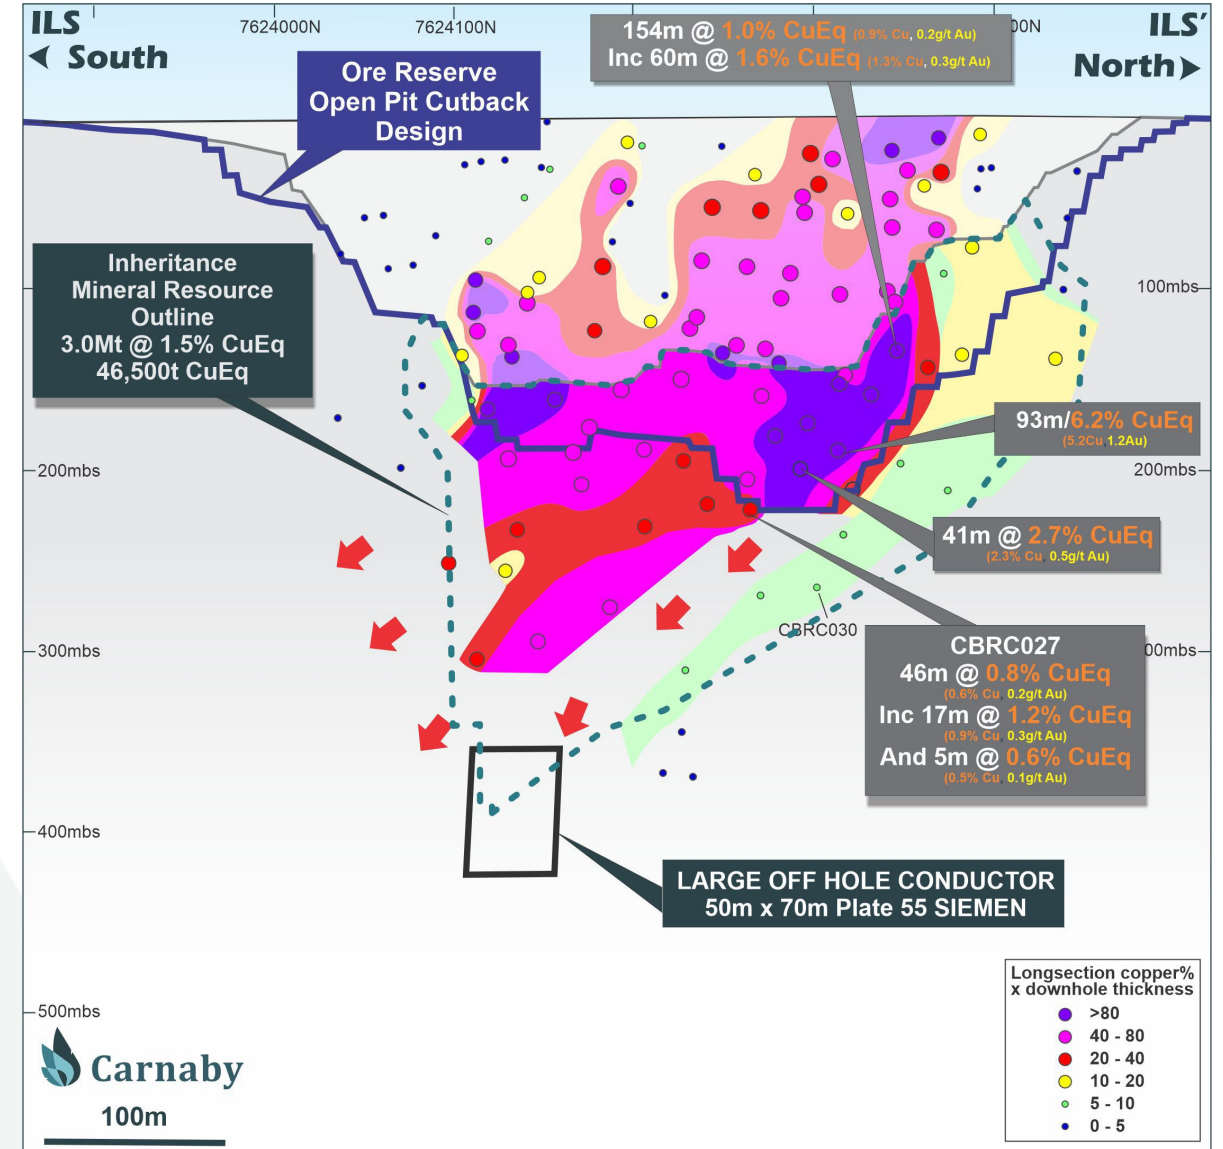 ILS
South
7624000N
7624100N
00N
ILS'
North
154m @ 1.0% CuEq (0.9% Cu, 0.2g/t Au)
Inc 60m @ 1.6% CuEq (1.3% Cu, 0.3g/t Au)
Ore Reserve
Open Pit Cutback
Design
Inheritance
Mineral Resource
Outline
3.0Mt @ 1.5% CuEq
46,500t CuEq
100mbs
93m/6.2% CuEq
(5.2Cu 1.2Au)
200mbs
200mbs
41m @ 2.7% CuEq
(2.3% Cu 0.5g/t Au)
CBRC030
300mbs
00mbs
CBRC027
46m @ 0.8% CuEq
(0.6% Cu 0.2g/t Au)
Inc 17m @ 1.2% CuEq
(0.9% Cu 0.3g/t Au)
And 5m @ 0.6% CuEq
(0.5% Cu 0.1g/t Au)
400mbs
LARGE OFF HOLE CONDUCTOR
50m x 70m Plate 55 SIEMEN
500mbs
Longsection copper%
x downhole thickness
>80
40 - 80
20 - 40
10 - 20
5 - 10
0 - 5
Carnaby
100m